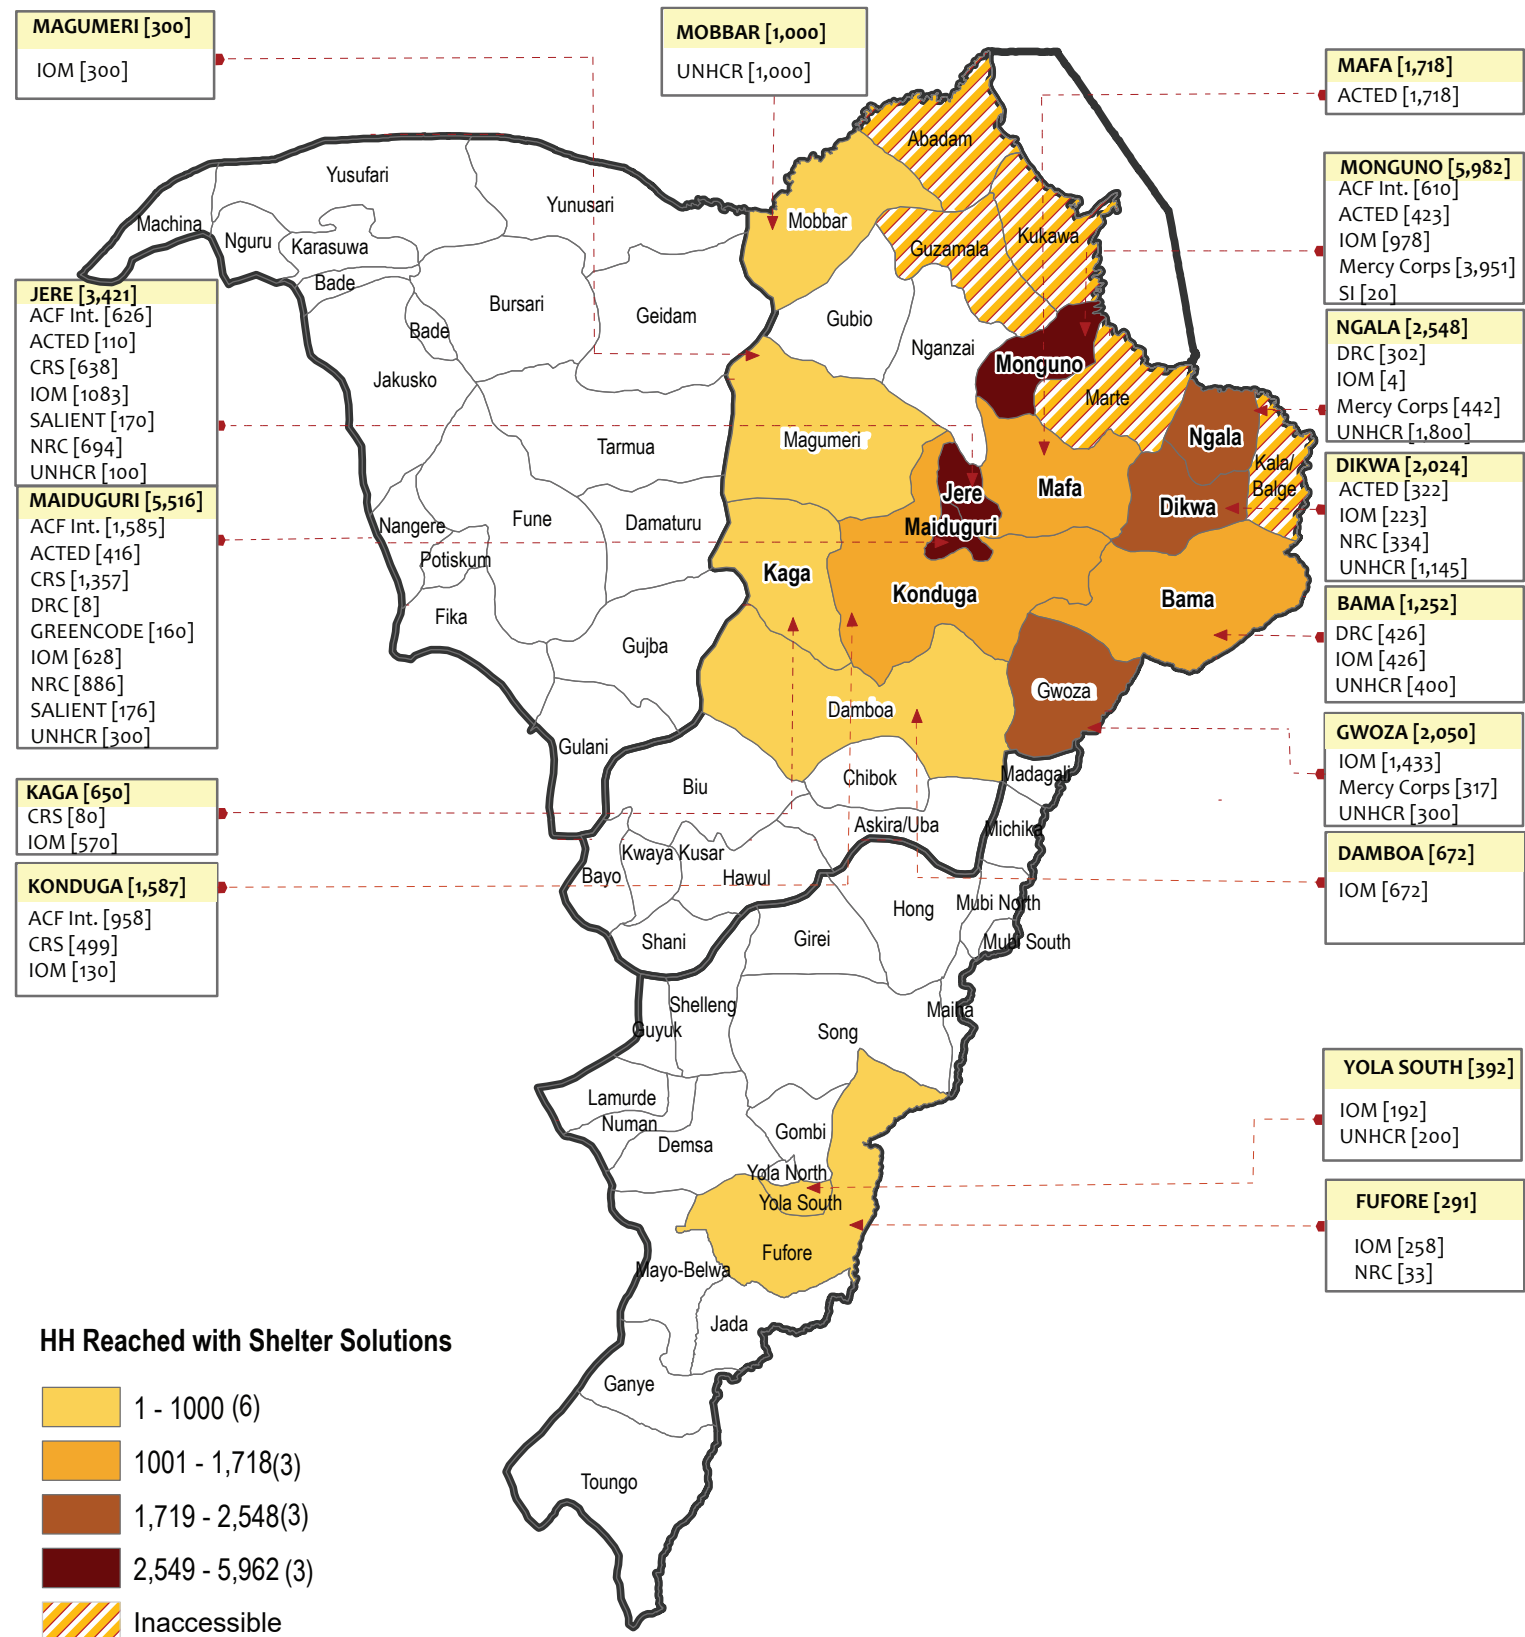 MAGUMERI [300]
IOM [300]
MOBBAR [1,000]
UNHCR [1,000]
MAFA [1,718]
ACTED [1,718]
MONGUNO [5,982]
ACF Int. [610]
ACTED [423]
IOM [978]
Mercy Corps [3,951]
SI [20]
NGALA [2,548]
DRC [302]
IOM [4]
Mercy Corps [442]
UNHCR [1,800]
DIKWA [2,024]
ACTED [322]
IOM [223]
NRC [334]
UNHCR [1,145]
BAMA [1,252]
DRC [426]
IOM [426]
UNHCR [400]
GWOZA [2,050]
IOM [1,433]
Mercy Corps [317]
UNHCR [300]
DAMBOA [672]
IOM [672]
YOLA SOUTH [392]
IOM [192]
UNHCR [200]
FUFORE [291]
IOM [258]
NRC [33]
JERE [3,421]
ACF Int. [626]
ACTED [110]
CRS [638]
IOM [1083]
SALIENT [170]
NRC [694]
UNHCR [100]
MAIDUGURI [5,516]
ACF Int. [1,585]
ACTED [416]
CRS [1,357]
DRC [8]
GREENCODE [160]
IOM [628]
NRC [886]
SALIENT [176]
UNHCR [300]
KAGA [650]
CRS [80]
IOM [570]
KONDUGA [1,587]
ACF Int. [958]
CRS [499]
IOM [130]
Abadam
Yusufari
Yunusari
Machina
Nguru
Karasuwa
Mobbar
Guzamala
Kukawa
Bade
Bursari
Geidam
Gubio
Bade
Nganzai
Monguno
Jakusko
Marte
Tarmua
Magumeri
Ngala
Kala/
Balge
Jere
Mafa
Dikwa
Nangere
Fune
Damaturu
Maiduguri
Potiskum
Kaga
Konduga
Bama
Fika
Gujba
Gwoza
Damboa
Gulani
Biu
Chibok
Madagali
Askira/Uba
Michika
Kwaya Kusar
Bayo
Hawul
Hong
Mubi North
Shani
Girei
Mubi South
Shelleng
Maiha
Guyuk
Song
Lamurde
Numan
Demsa
Gombi
Yola North
Yola South
Fufore
Mayo-Belwa
Jada
Ganye
Toungo
HH Reached with Shelter Solutions
1 - 1000 (6)
1001 - 1,718(3)
1,719 - 2,548(3)
2,549 - 5,962 (3)
Inaccessible